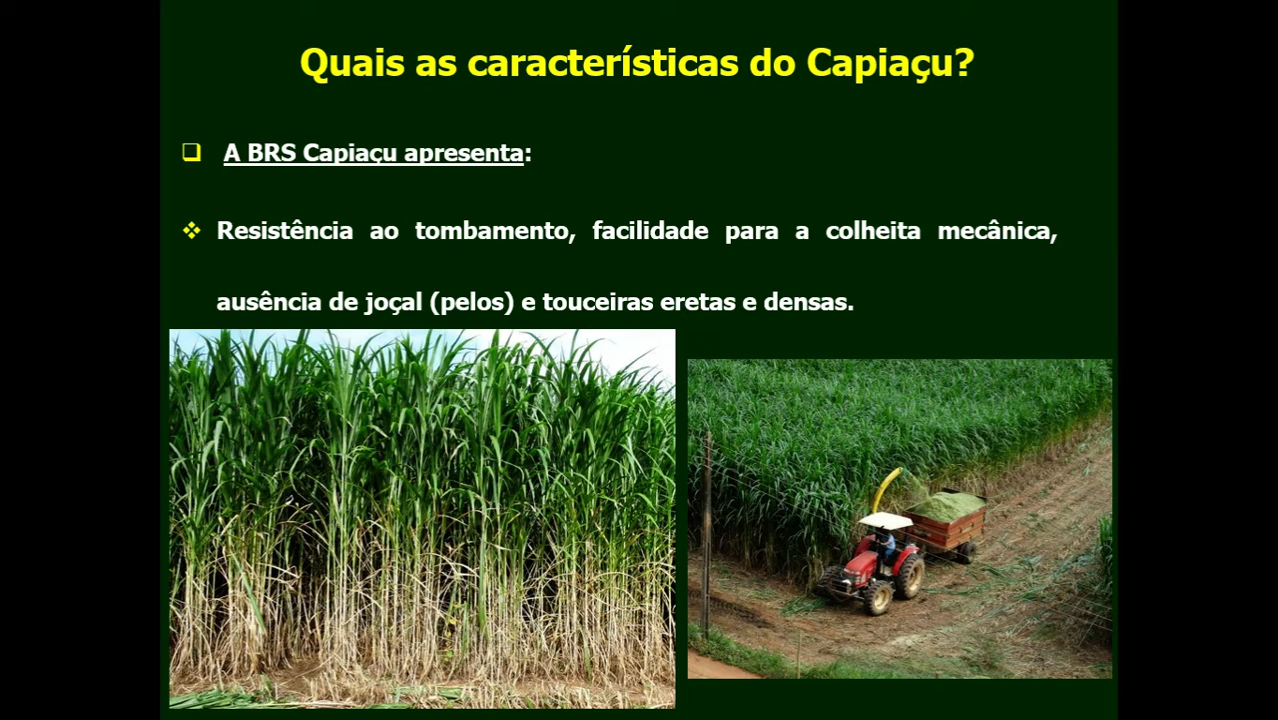 Quais as características do Capiaçu?
A BRS Capiaçu apresenta:
Resistência ao tombamento, facilidade para a colheita mecânica,
ausência de joçal (pelos) e touceiras eretas e densas.